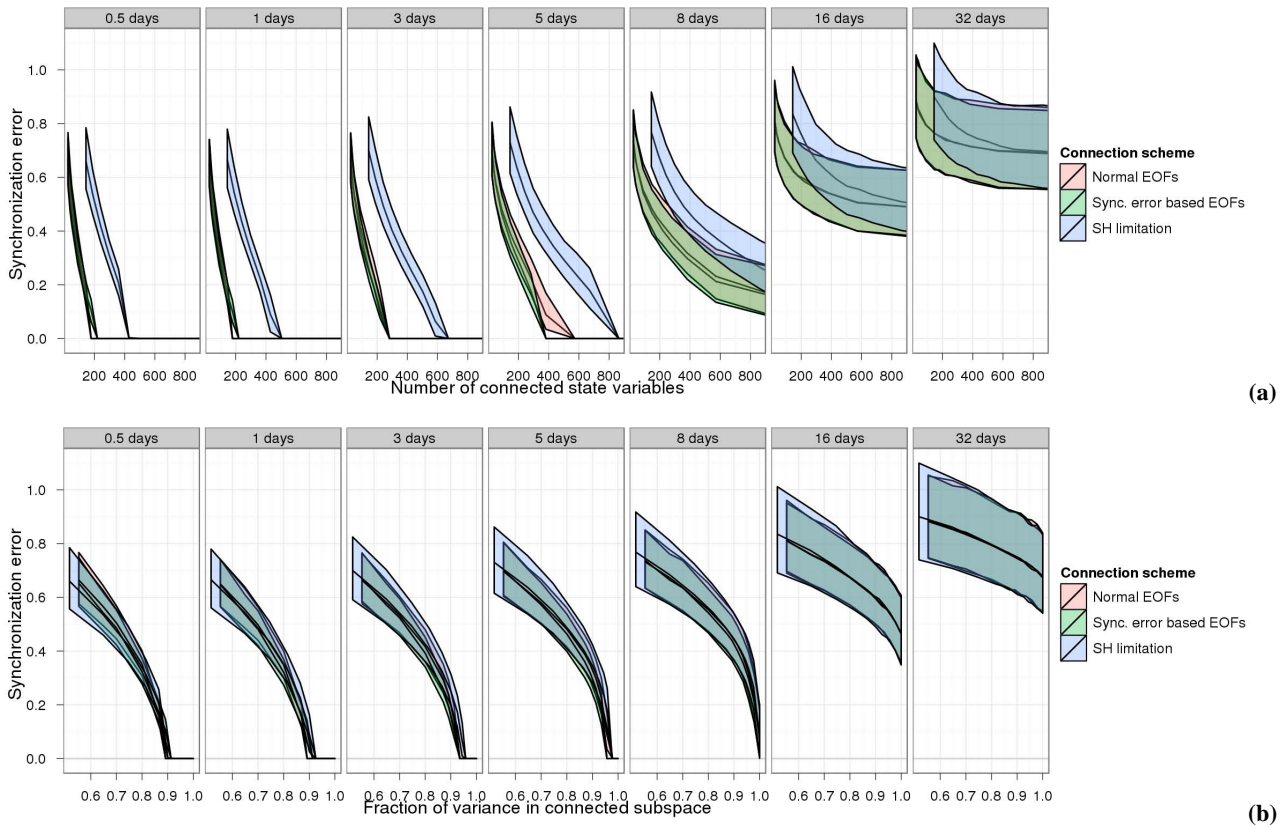 0.5 days 1 days 3 days 5 days 8 days 16 days 32 days
Synchronization error
1.0
0.8
0.6
0.4
0.2
0.0
200 400 600 800 200 400 600 800 200 400 600 800 200 400 600 800 200 400 600 800 200 400 600 800 200 400 600 800
Number of connected state variables
Connection scheme
Normal EOFs
Sync. error based EOFs
SH limitation
(a)
0.5 days 1 days 3 days 5 days 8 days 16 days 32 days
Synchronization error
1.0
0.8
0.6
0.4
0.2
0.0
0.6 0.7 0.8 0.9 1.0 0.6 0.7 0.8 0.9 1.0 0.6 0.7 0.8 0.9 1.0 0.6 0.7 0.8 0.9 1.0 0.6 0.7 0.8 0.9 1.0 0.6 0.7 0.8 0.9 1.0 0.6 0.7 0.8 0.9 1.0
Fraction of variance in connected subspace
Connection scheme
Normal EOFs
Sync. error based EOFs
SH limitation
(b)